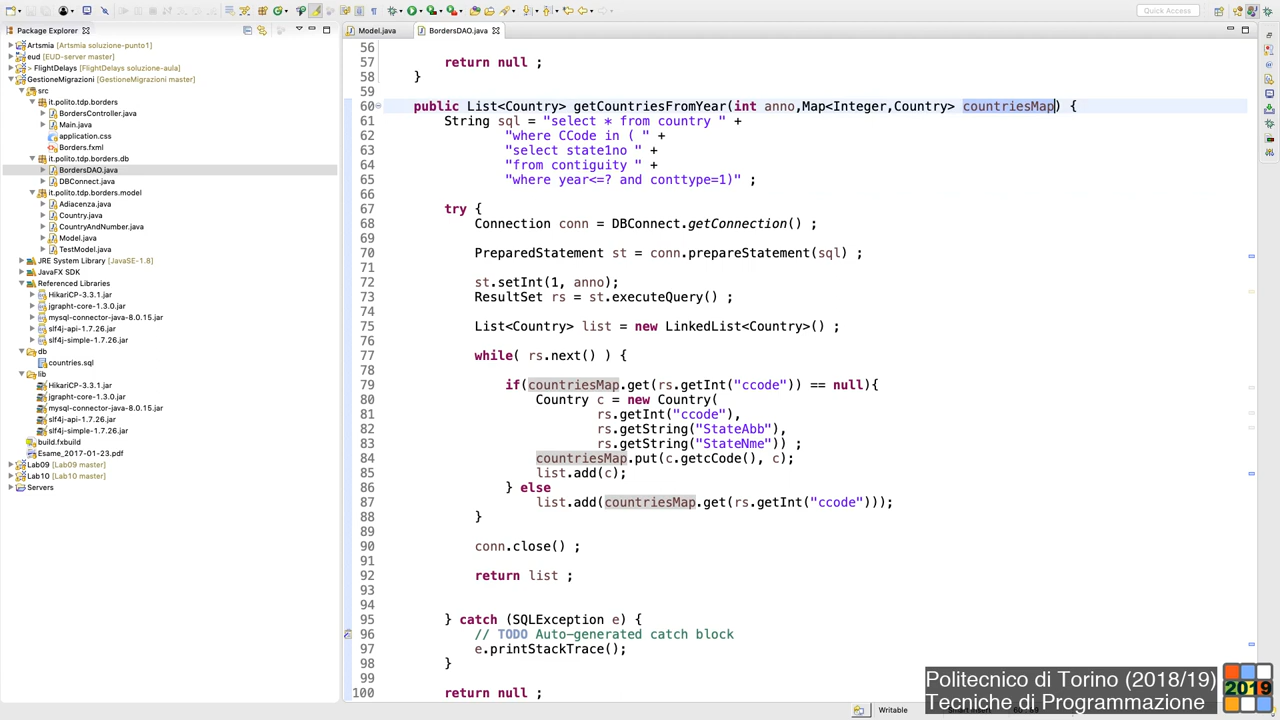 Quick Access
Package Explorer
Artsmia (Artsmia soluzione-punto1)
eud [EUD-server master]
> FlightDelays (FlightDelays soluzione-aula)
GestioneMigrazioni [GestioneMigrazioni master]
src
it.polito.tdp.borders
BordersController.java
Main.java
application.css
Borders.fxml
it.polito.tdp.borders.db
BordersDAO.java
DBConnect.java
it.polito.tdp.borders.model
Adiacenza.java
Country.java
CountryAndNumber.java
Model.java
TestModel.java
JRE System Library [JavaSE-1.8]
JavaFX SDK
Referenced Libraries
HikariCP-3.3.1.jar
jgrapht-core-1.3.0.jar
mysql-connector-java-8.0.15.jar
slf4j-api-1.7.26.jar
slf4j-simple-1.7.26.jar
db
countries.sql
lib
HikariCP-3.3.1.jar
jgrapht-core-1.3.0.jar
mysql-connector-java-8.0.15.jar
slf4j-api-1.7.26.jar
slf4j-simple-1.7.26.jar
build.fxbuild
Esame_2017-01-23.pdf
Lab09 [Lab09 master]
Lab10 [Lab10 master]
Servers
Model.java BordersDAO.java
56
57 return null ;
58 }
59
60 public List<Country> getCountriesFromYear(int anno,Map<Integer,Country> countriesMap) {
61 String sql = "select * from country " +
62 "where CCode in ( " +
63 "select state1no " +
64 "from contiguity " +
65 "where year<=? and conttype=1)" ;
66
67 try {
68 Connection conn = DBConnect.getConnection() ;
69
70 PreparedStatement st = conn.prepareStatement(sql) ;
71
72 st.setInt(1, anno);
73 ResultSet rs = st.executeQuery() ;
74
75 List<Country> list = new LinkedList<Country>() ;
76
77 while( rs.next() ) {
78
79 if(countriesMap.get(rs.getInt("ccode")) == null){
80 Country c = new Country(
81 rs.getInt("ccode"),
82 rs.getString("StateAbb"),
83 rs.getString("StateNme")) ;
84 countriesMap.put(c.getcCode(), c);
85 list.add(c);
86 } else
87 list.add(countriesMap.get(rs.getInt("ccode")));
88 }
89
90 conn.close() ;
91
92 return list ;
93
94
95 } catch (SQLException e) {
96 // TODO Auto-generated catch block
97 e.printStackTrace();
98 }
99
100 return null ;
Politecnico di Torino (2018/19)
Tecniche di Programmazione
2019
Writable